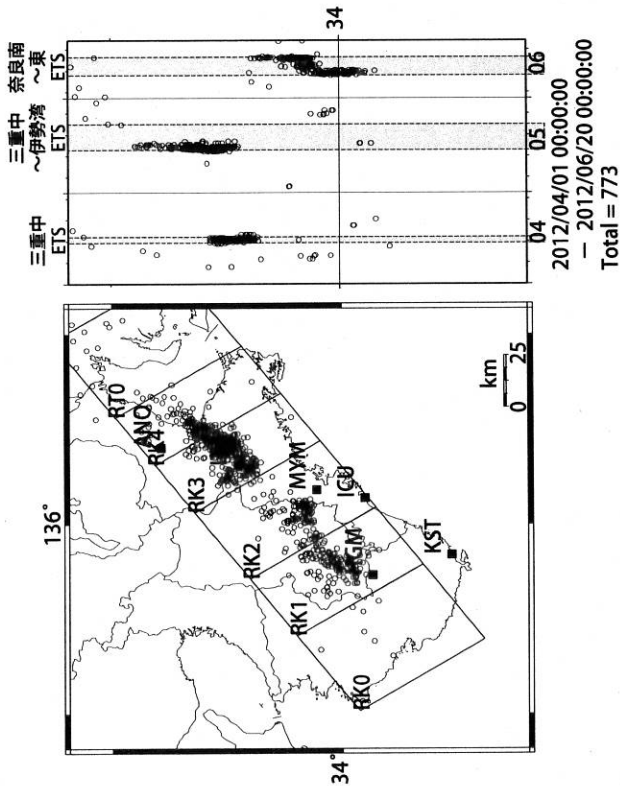 136°
34°
RT0
ANO
RK4
RK3
RK2
RK1
RK0
MYM
ICU
KST
km
0 25
三重中
ETS
三重中
～伊勢湾
ETS
奈良南
～東
ETS
34
04 05 06
2012/04/01 00:00:00
— 2012/06/20 00:00:00
Total = 773